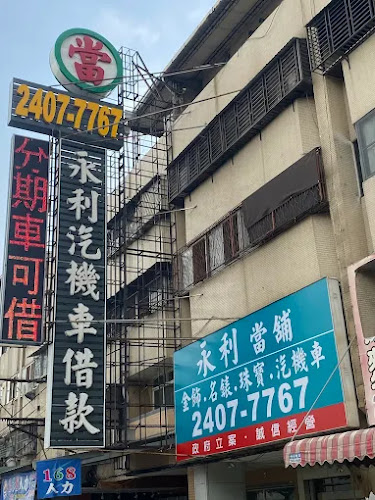 當
2407-7767
分期車可借
永利汽機車借款
永利當舖
金飾.名錶.珠寶.汽機車
2407-7767
政府立案.誠信經營
168
人力